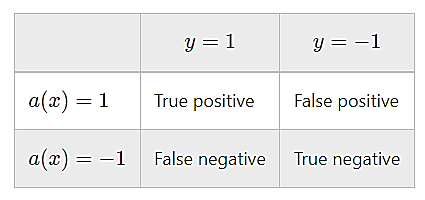 y = 1 y = −1
a(x) = 1 True positive False positive
a(x) = −1 False negative True negative